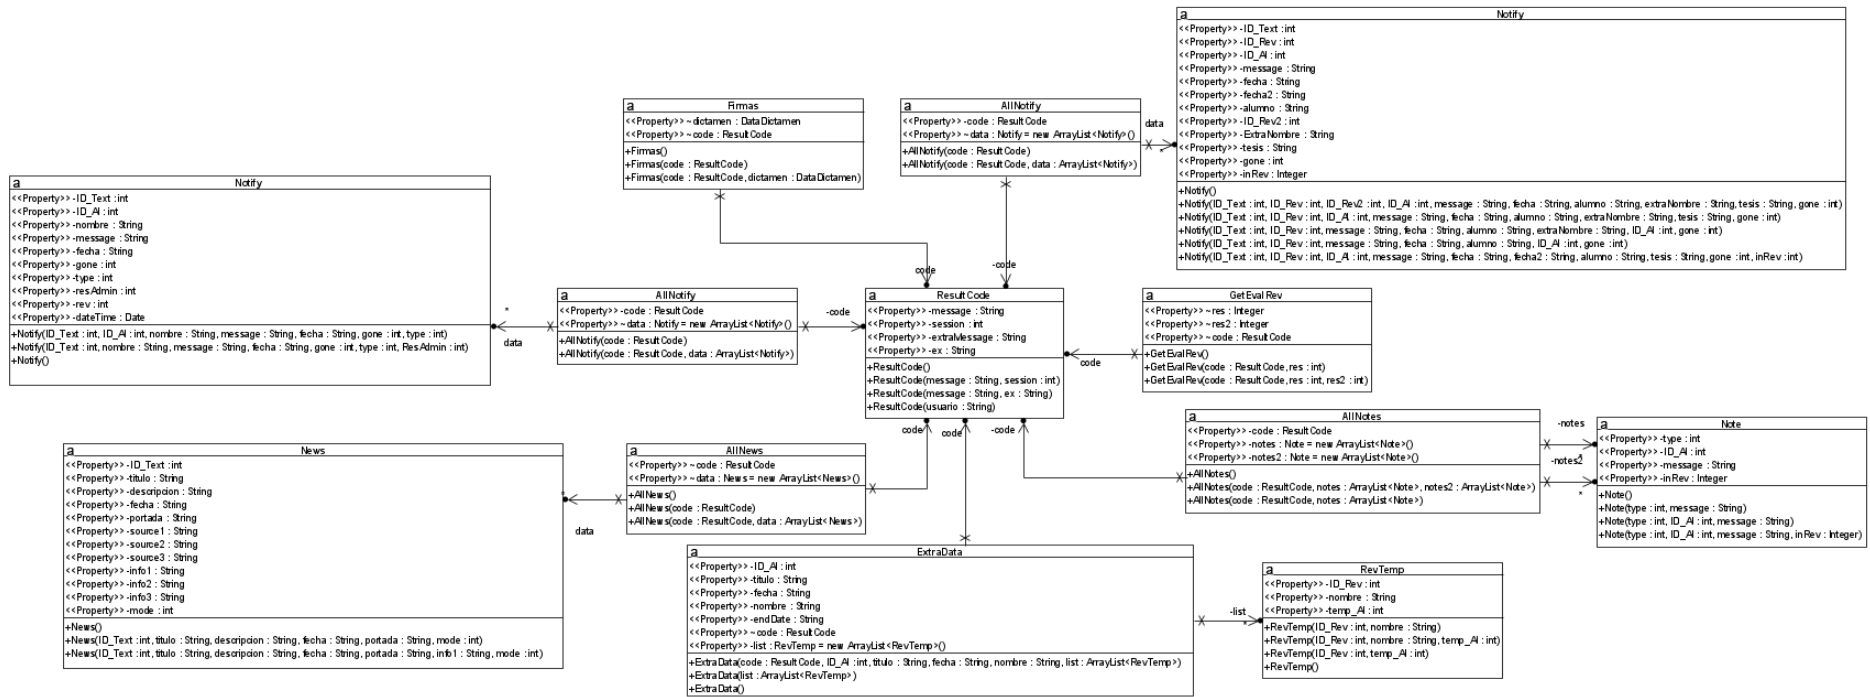 a
Notify
<<Property>> -ID_Text : int
<<Property>> -ID_Rev : int
<<Property>> -ID_Al : int
<<Property>> -message : String
<<Property>> -fecha : String
<<Property>> -fecha2 : String
<<Property>> -alumno : String
<<Property>> -ID_Rev2 : int
<<Property>> -ExtraNombre : String
<<Property>> -tesis : String
<<Property>> -gone : int
<<Property>> -inRev : Integer
+Notify()
+Notify(ID_Text : int, ID_Rev : int, ID_Rev2 : int, ID_Al : int, message : String, fecha : String, alumno : String, extraNombre : String, tesis : String, gone : int)
+Notify(ID_Text : int, ID_Rev : int, ID_Al : int, message : String, fecha : String, alumno : String, extraNombre : String, tesis : String, gone : int)
+Notify(ID_Text : int, ID_Rev : int, message : String, fecha : String, alumno : String, extraNombre : String, ID_Al : int, gone : int)
+Notify(ID_Text : int, ID_Rev : int, message : String, fecha : String, alumno : String, ID_Al : int, gone : int)
+Notify(ID_Text : int, ID_Rev : int, ID_Al : int, message : String, fecha : String, fecha2 : String, alumno : String, tesis : String, gone : int, inRev : int)
a
Firmas
<<Property>> ~dictamen : DataDictamen
<<Property>> ~code : ResultCode
+Firmas()
+Firmas(code : ResultCode)
+Firmas(code : ResultCode, dictamen : DataDictamen)
a
AllNotify
<<Property>> -code : ResultCode
<<Property>> ~data : Notify = new ArrayList<Notify>()
+AllNotify(code : ResultCode)
+AllNotify(code : ResultCode, data : ArrayList<Notify>)
data
*
a
Notify
<<Property>> -ID_Text : int
<<Property>> -ID_Al : int
<<Property>> -nombre : String
<<Property>> -message : String
<<Property>> -fecha : String
<<Property>> -gone : int
<<Property>> -type : int
<<Property>> -resAdmin : int
<<Property>> -rev : int
<<Property>> -dateTime : Date
+Notify(ID_Text : int, ID_Al : int, nombre : String, message : String, fecha : String, gone : int, type : int)
+Notify(ID_Text : int, nombre : String, message : String, fecha : String, gone : int, type : int, ResAdmin : int)
+Notify()
*
data
a
AllNotify
<<Property>> -code : ResultCode
<<Property>> ~data : Notify = new ArrayList<Notify>()
+AllNotify(code : ResultCode)
+AllNotify(code : ResultCode, data : ArrayList<Notify>)
-code
code
-code
a
ResultCode
<<Property>> -message : String
<<Property>> -session : int
<<Property>> -extraMessage : String
<<Property>> -ex : String
+ResultCode()
+ResultCode(message : String, session : int)
+ResultCode(message : String, ex : String)
+ResultCode(usuario : String)
code
a
GetEvalRev
<<Property>> ~res : Integer
<<Property>> ~res2 : Integer
<<Property>> ~code : ResultCode
+GetEvalRev()
+GetEvalRev(code : ResultCode, res : int)
+GetEvalRev(code : ResultCode, res : int, res2 : int)
code
code
-code
a
AllNotes
<<Property>> -code : ResultCode
<<Property>> -notes : Note = new ArrayList<Note>()
<<Property>> -notes2 : Note = new ArrayList<Note>()
+AllNotes()
+AllNotes(code : ResultCode, notes : ArrayList<Note>, notes2 : ArrayList<Note>)
+AllNotes(code : ResultCode, notes : ArrayList<Note>)
-notes
*
-notes2
*
a
Note
<<Property>> -type : int
<<Property>> -ID_Al : int
<<Property>> -message : String
<<Property>> -inRev : Integer
+Note()
+Note(type : int, message : String)
+Note(type : int, ID_Al : int, message : String)
+Note(type : int, ID_Al : int, message : String, inRev : Integer)
a
News
<<Property>> -ID_Text : int
<<Property>> -titulo : String
<<Property>> -descripcion : String
<<Property>> -fecha : String
<<Property>> -portada : String
<<Property>> -source1 : String
<<Property>> -source2 : String
<<Property>> -source3 : String
<<Property>> -info1 : String
<<Property>> -info2 : String
<<Property>> -info3 : String
<<Property>> -mode : int
+News()
+News(ID_Text : int, titulo : String, descripcion : String, fecha : String, portada : String, mode : int)
+News(ID_Text : int, titulo : String, descripcion : String, fecha : String, portada : String, info1 : String, mode : int)
*
data
a
AllNews
<<Property>> ~code : ResultCode
<<Property>> ~data : News = new ArrayList<News>()
+AllNews()
+AllNews(code : ResultCode)
+AllNews(code : ResultCode, data : ArrayList<News>)
a
ExtraData
<<Property>> -ID_Al : int
<<Property>> -titulo : String
<<Property>> -fecha : String
<<Property>> -nombre : String
<<Property>> -endDate : String
<<Property>> ~code : ResultCode
<<Property>> -list : RevTemp = new ArrayList<RevTemp>()
+ExtraData(code : ResultCode, ID_Al : int, titulo : String, fecha : String, nombre : String, list : ArrayList<RevTemp>)
+ExtraData(list : ArrayList<RevTemp>)
+ExtraData()
-list
*
a
RevTemp
<<Property>> -ID_Rev : int
<<Property>> -nombre : String
<<Property>> -temp_Al : int
+RevTemp(ID_Rev : int, nombre : String)
+RevTemp(ID_Rev : int, nombre : String, temp_Al : int)
+RevTemp(ID_Rev : int, temp_Al : int)
+RevTemp()